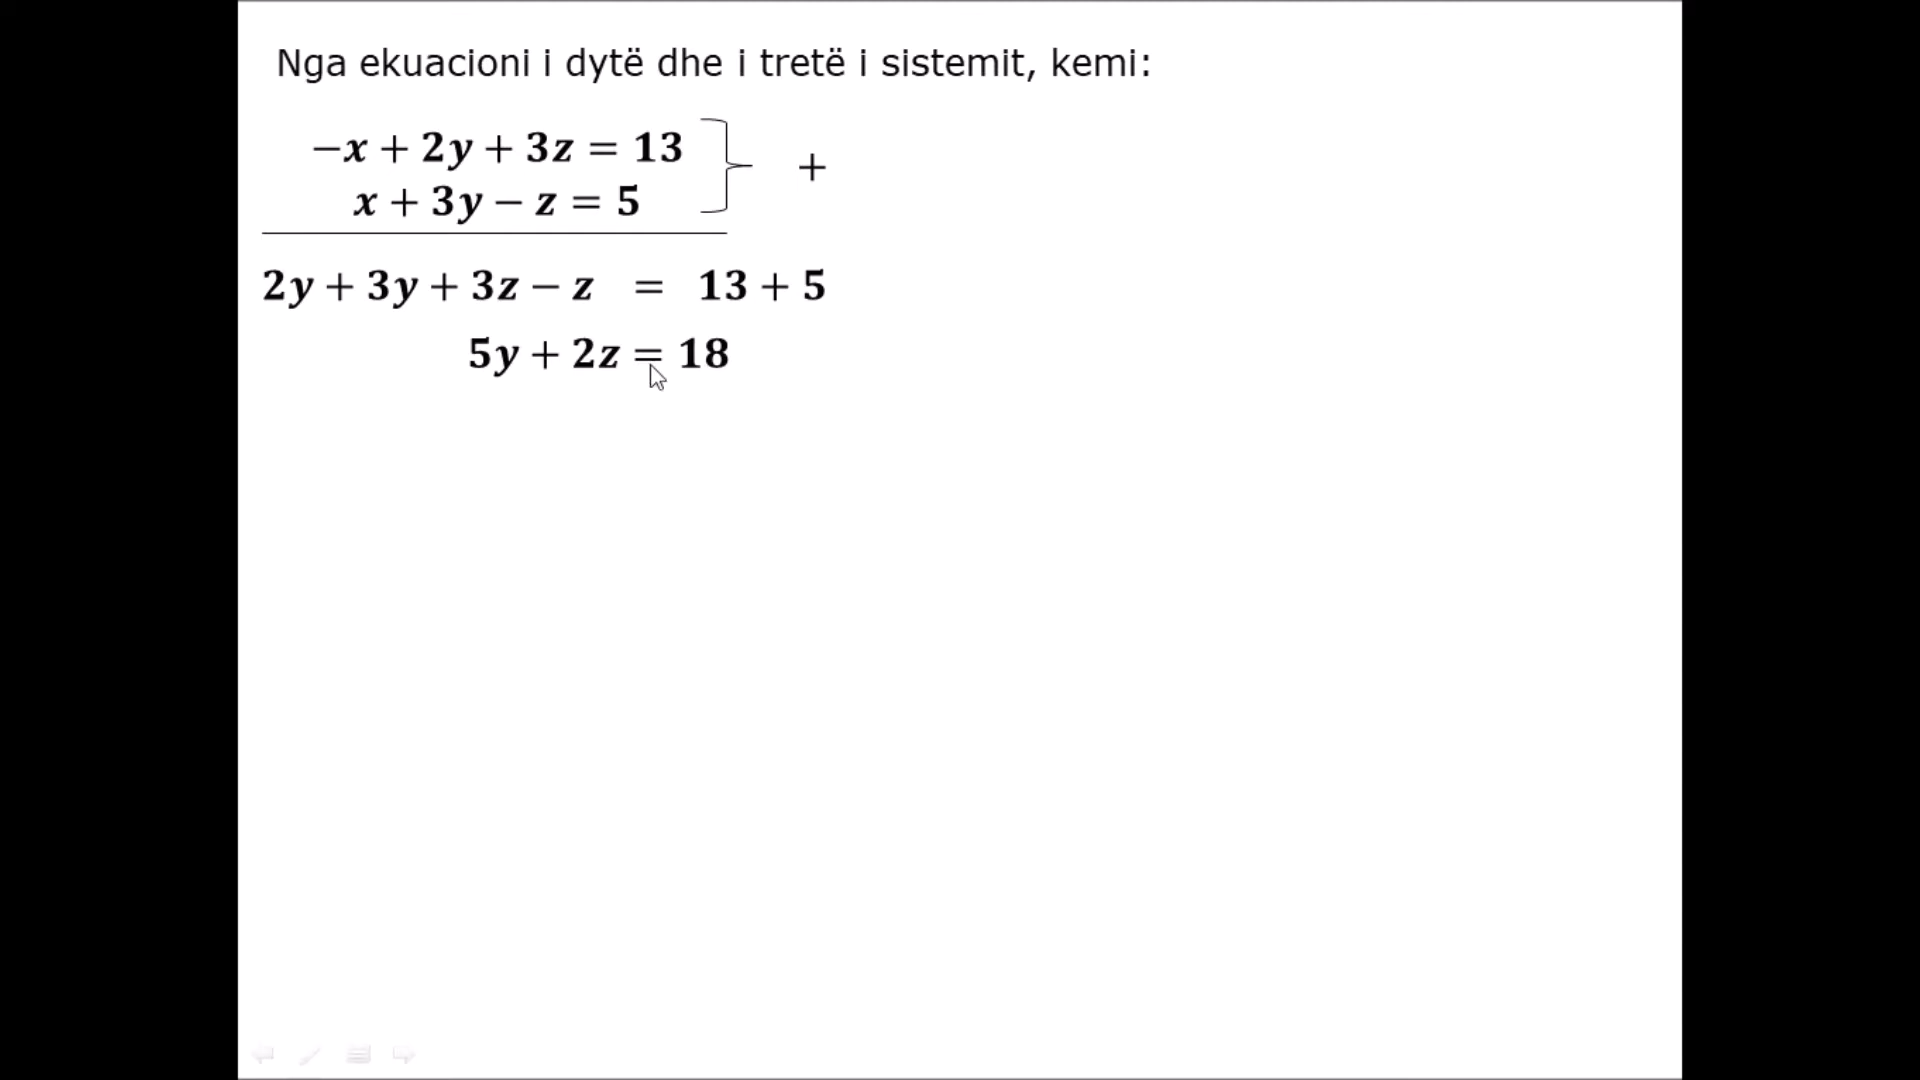 Nga ekuacioni i dytë dhe i tretë i sistemit, kemi:
−x + 2y + 3z = 13
+
x + 3y − z = 5
2y + 3y + 3z − z = 13 + 5
5y + 2z = 18